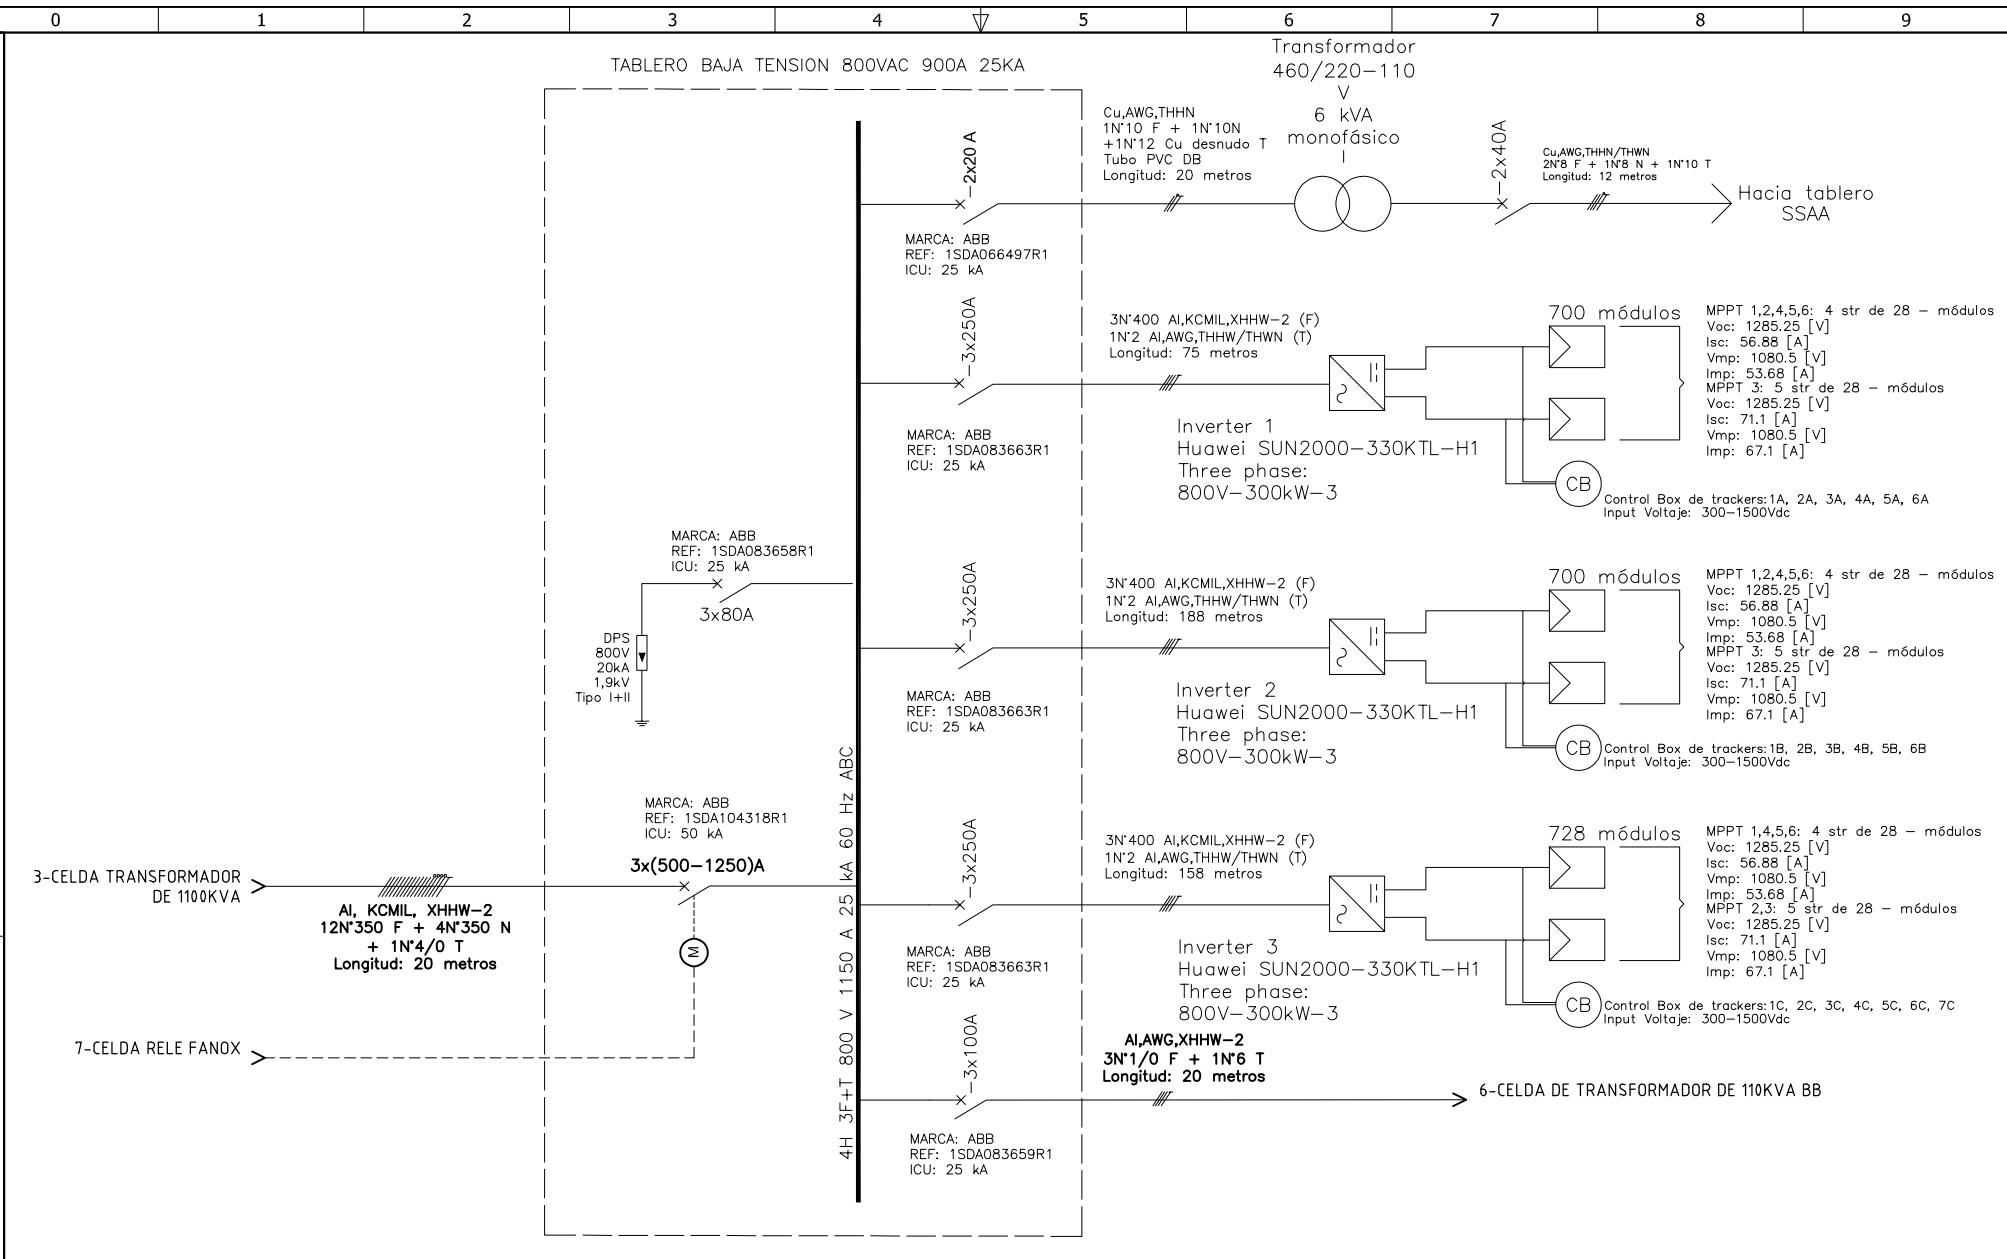 0 1 2 3 4 5 6 7 8 9
TABLERO BAJA TENSION 800VAC 900A 25KA
Transformador
460/220-110
V
6 kVA
monofásico
2x20 A
Cu,AWG,THHN
1N°10 F + 1N°10N
+1N°12 Cu desnudo T
Tubo PVC DB
Longitud: 20 metros
2x40A
Cu,AWG,THHN/THWN
2N°8 F + 1N°8 N + 1N°10 T
Longitud: 12 metros
Hacia tablero
SSAA
MARCA: ABB
REF: 1SDA066497R1
ICU: 25 kA
3x250A
3N°400 Al,KCMIL,XHHW-2 (F)
1N°2 Al,AWG,THHW/THWN (T)
Longitud: 75 metros
MARCA: ABB
REF: 1SDA083663R1
ICU: 25 kA
Inverter 1
Huawei SUN2000-330KTL-H1
Three phase:
800V-300kW-3
700 módulos
MPPT 1,2,4,5,6: 4 str de 28 - módulos
Voc: 1285.25 [V]
Isc: 56.88 [A]
Vmp: 1080.5 [V]
Imp: 53.68 [A]
MPPT 3: 5 str de 28 - módulos
Voc: 1285.25 [V]
Isc: 71.1 [A]
Vmp: 1080.5 [V]
Imp: 67.1 [A]
CB
Control Box de trackers:1A, 2A, 3A, 4A, 5A, 6A
Input Voltaje: 300-1500Vdc
MARCA: ABB
REF: 1SDA083658R1
ICU: 25 kA
3x80A
DPS
800V
20kA
1,9kV
Tipo I+II
3x250A
3N°400 Al,KCMIL,XHHW-2 (F)
1N°2 Al,AWG,THHW/THWN (T)
Longitud: 188 metros
MARCA: ABB
REF: 1SDA083663R1
ICU: 25 kA
Inverter 2
Huawei SUN2000-330KTL-H1
Three phase:
800V-300kW-3
700 módulos
MPPT 1,2,4,5,6: 4 str de 28 - módulos
Voc: 1285.25 [V]
Isc: 56.88 [A]
Vmp: 1080.5 [V]
Imp: 53.68 [A]
MPPT 3: 5 str de 28 - módulos
Voc: 1285.25 [V]
Isc: 71.1 [A]
Vmp: 1080.5 [V]
Imp: 67.1 [A]
CB
Control Box de trackers:1B, 2B, 3B, 4B, 5B, 6B
Input Voltaje: 300-1500Vdc
MARCA: ABB
REF: 1SDA104318R1
ICU: 50 kA
3x(500-1250)A
M
3-CELDA TRANSFORMADOR
DE 1100KVA
Al, KCMIL, XHHW-2
12N°350 F + 4N°350 N
+ 1N°4/0 T
Longitud: 20 metros
7-CELDA RELE FANOX
4H 3F+T 800 V 1150 A 25 kA 60 Hz ABC
3x250A
3N°400 Al,KCMIL,XHHW-2 (F)
1N°2 Al,AWG,THHW/THWN (T)
Longitud: 158 metros
MARCA: ABB
REF: 1SDA083663R1
ICU: 25 kA
Inverter 3
Huawei SUN2000-330KTL-H1
Three phase:
800V-300kW-3
728 módulos
MPPT 1,4,5,6: 4 str de 28 - módulos
Voc: 1285.25 [V]
Isc: 56.88 [A]
Vmp: 1080.5 [V]
Imp: 53.68 [A]
MPPT 2,3: 5 str de 28 - módulos
Voc: 1285.25 [V]
Isc: 71.1 [A]
Vmp: 1080.5 [V]
Imp: 67.1 [A]
CB
Control Box de trackers:1C, 2C, 3C, 4C, 5C, 6C, 7C
Input Voltaje: 300-1500Vdc
3x100A
Al,AWG,XHHW-2
3N°1/0 F + 1N°6 T
Longitud: 20 metros
6-CELDA DE TRANSFORMADOR DE 110KVA BB
MARCA: ABB
REF: 1SDA083659R1
ICU: 25 kA